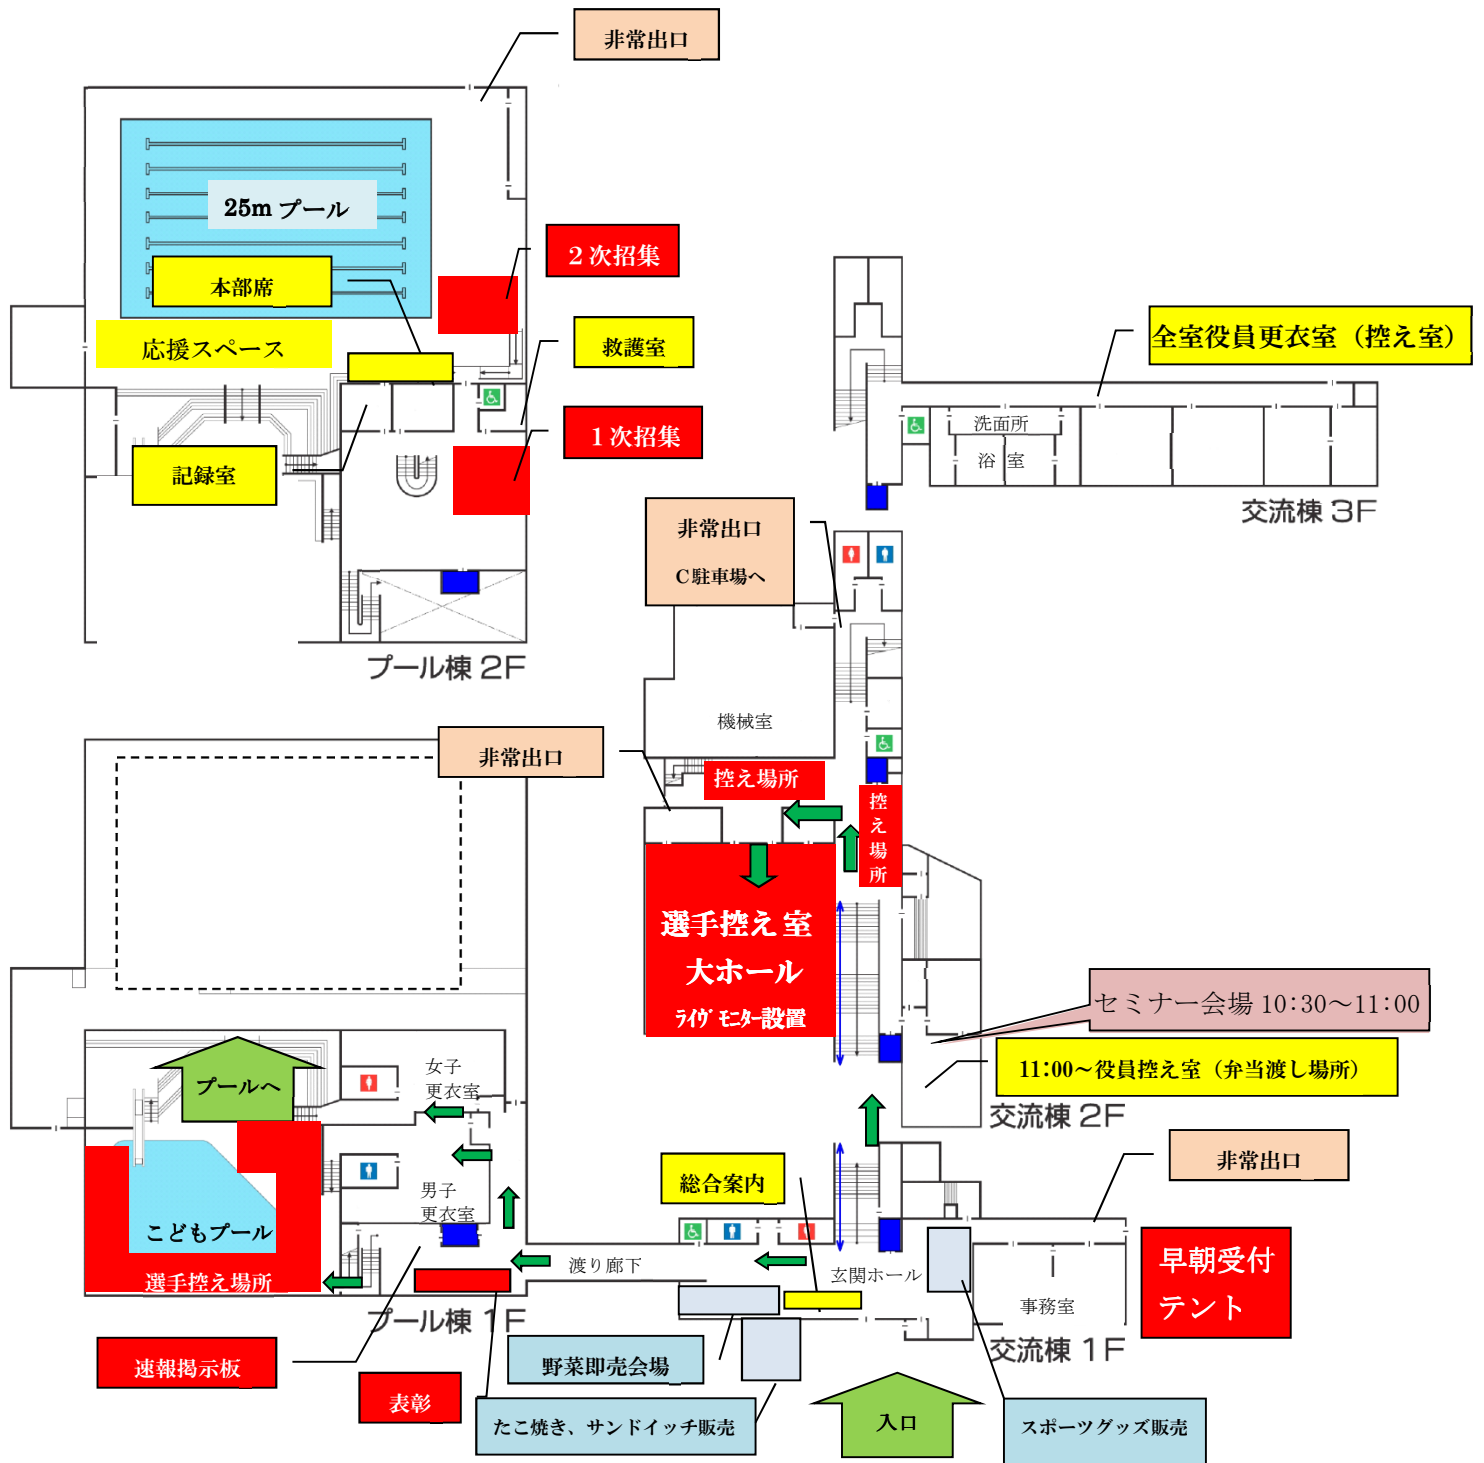 非常出口
25m プール
２次招集
本部席
応援スペース
救護室
全室役員更衣室（控え室）
１次招集
記録室
洗面所
浴 室
交流棟 3F
非常出口
C駐車場へ
プール棟 2F
機械室
非常出口
控え場所
控え場所
選手控え室
大ホール
ﾗｲｳﾞﾓﾆﾀｰ設置
セミナー会場 10:30～11:00
11:00～役員控え室（弁当渡し場所）
交流棟 2F
女子
更衣室
プールへ
非常出口
総合案内
男子
更衣室
こどもプール
選手控え場所
渡り廊下
玄関ホール
早朝受付
テント
事務室
プール棟 1F
交流棟 1F
速報掲示板
野菜即売会場
表彰
たこ焼き、サンドイッチ販売
入口
スポーツグッズ販売